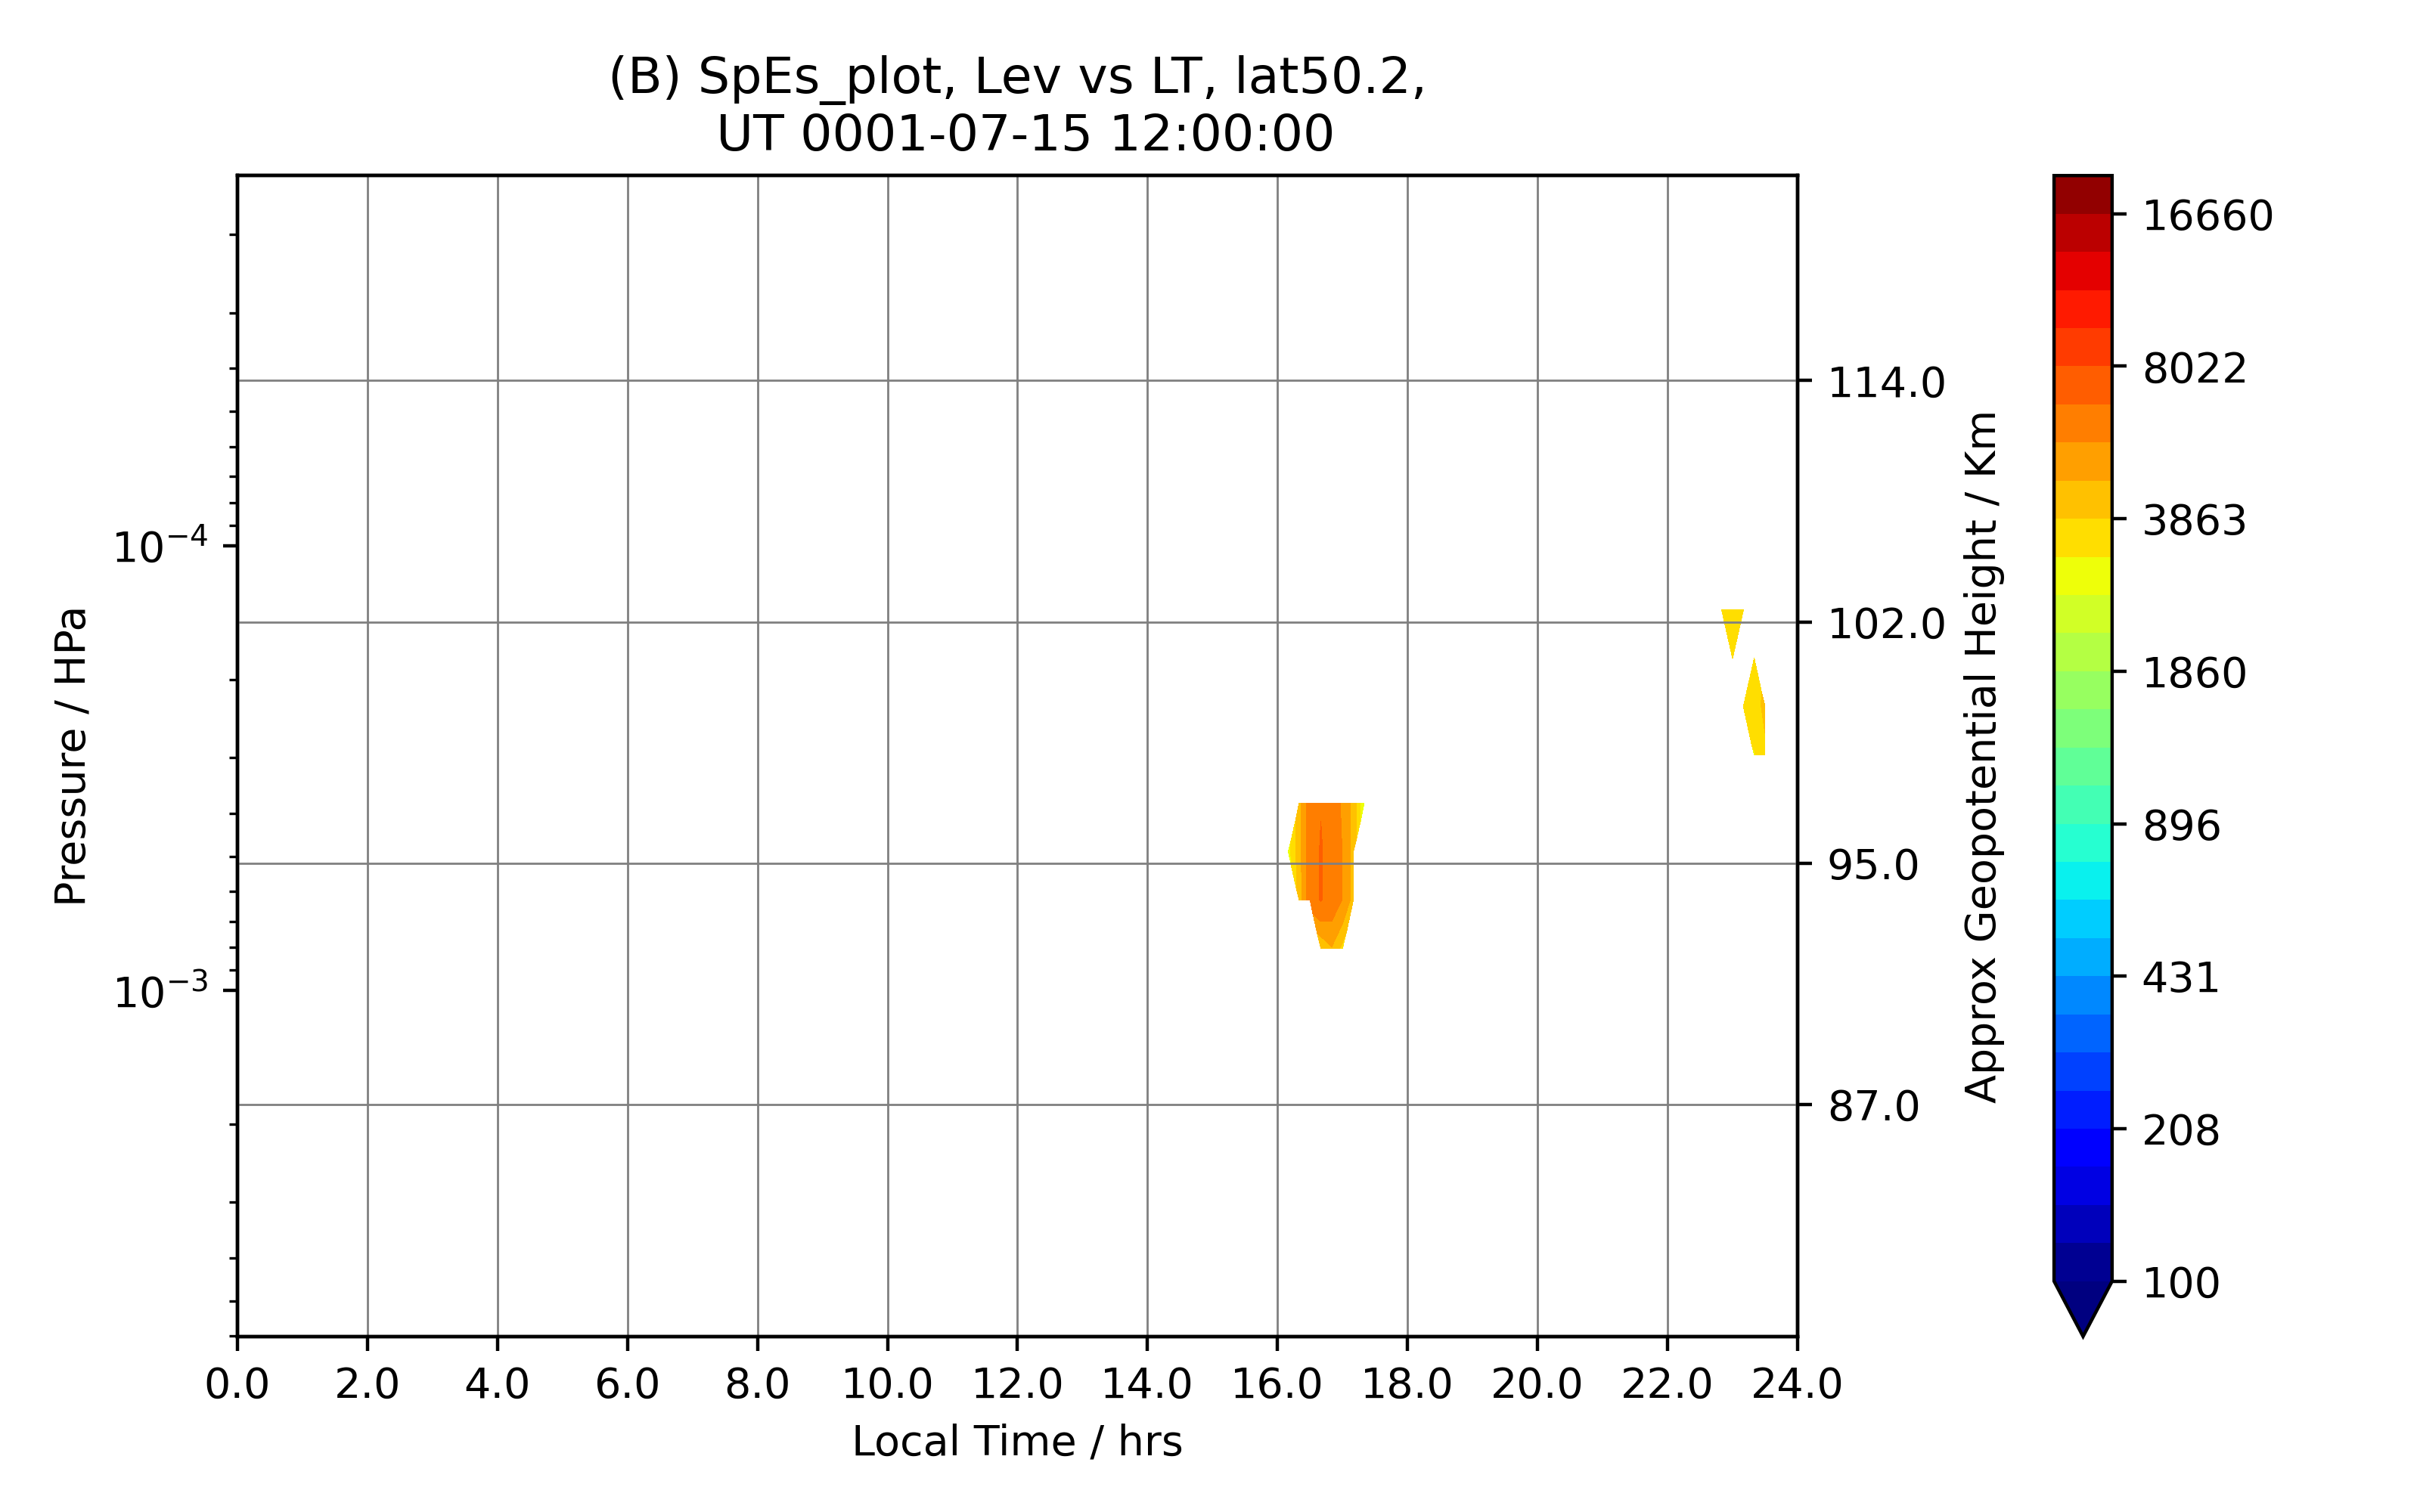 (B) SpEs_plot, Lev vs LT, lat50.2,
UT 0001-07-15 12:00:00
Pressure / HPa
10⁻⁴
10⁻³
0.0 2.0 4.0 6.0 8.0 10.0 12.0 14.0 16.0 18.0 20.0 22.0 24.0
Local Time / hrs
114.0
102.0
95.0
87.0
Approx Geopotential Height / Km
16660
8022
3863
1860
896
431
208
100